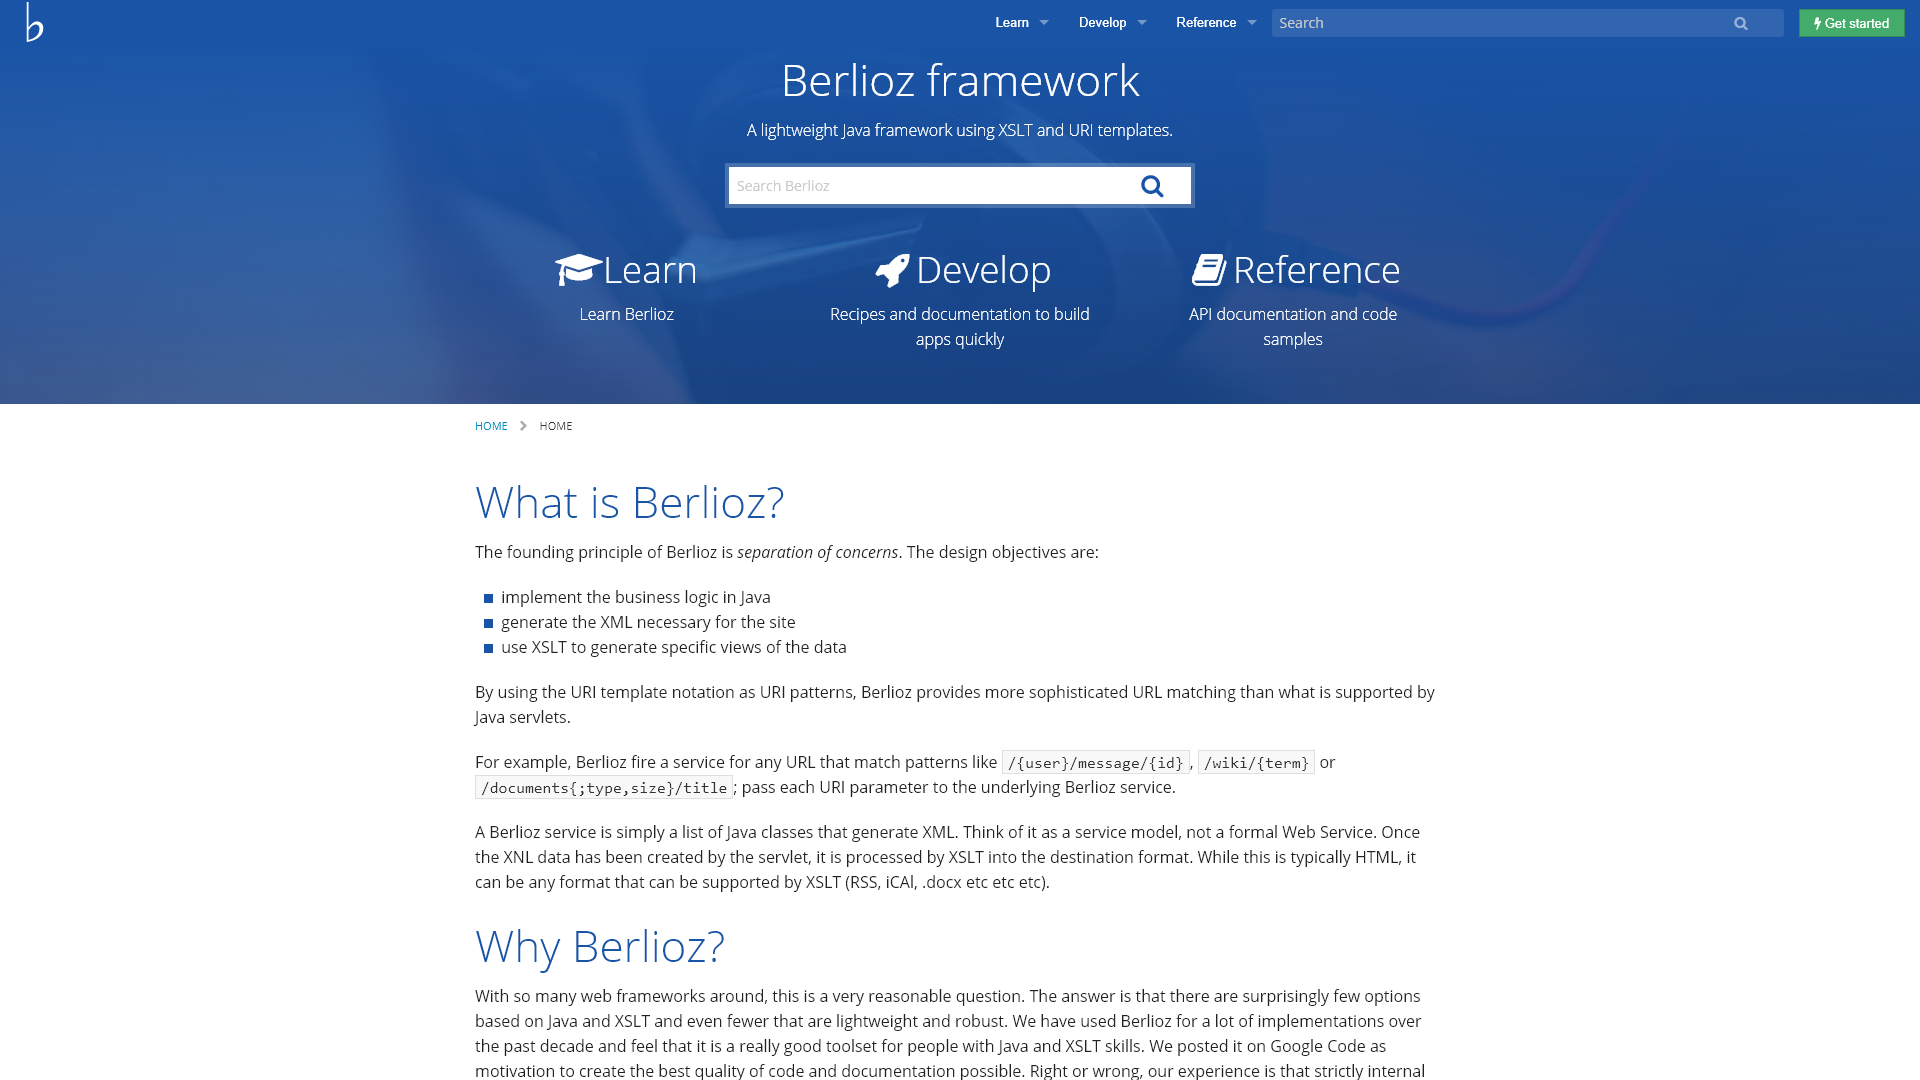 b
Learn
Develop
Reference
Search
Get started
Berlioz framework
A lightweight Java framework using XSLT and URI templates.
Search Berlioz
Learn
Learn Berlioz
Develop
Recipes and documentation to build
apps quickly
Reference
API documentation and code
samples
HOME HOME
What is Berlioz?
The founding principle of Berlioz is separation of concerns. The design objectives are:
implement the business logic in Java
generate the XML necessary for the site
use XSLT to generate specific views of the data
By using the URI template notation as URI patterns, Berlioz provides more sophisticated URL matching than what is supported by
Java servlets.
For example, Berlioz fire a service for any URL that match patterns like /{user}/message/{id}, /wiki/{term} or
/documents{;type,size}/title; pass each URI parameter to the underlying Berlioz service.
A Berlioz service is simply a list of Java classes that generate XML. Think of it as a service model, not a formal Web Service. Once
the XNL data has been created by the servlet, it is processed by XSLT into the destination format. While this is typically HTML, it
can be any format that can be supported by XSLT (RSS, iCAl, .docx etc etc etc).
Why Berlioz?
With so many web frameworks around, this is a very reasonable question. The answer is that there are surprisingly few options
based on Java and XSLT and even fewer that are lightweight and robust. We have used Berlioz for a lot of implementations over
the past decade and feel that it is a really good toolset for people with Java and XSLT skills. We posted it on Google Code as
motivation to create the best quality of code and documentation possible. Right or wrong, our experience is that strictly internal